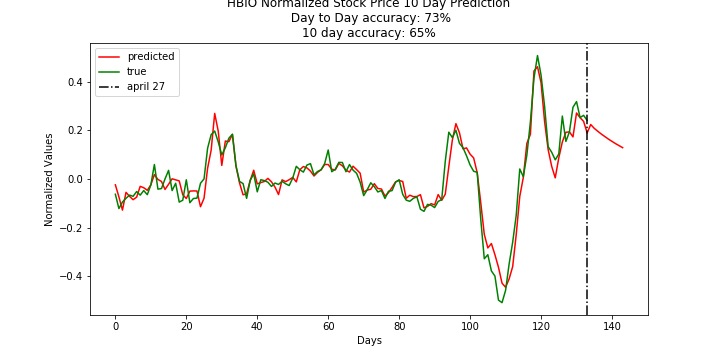 HBIO Normalized Stock Price 10 Day Prediction
Day to Day accuracy: 73%
10 day accuracy: 65%
predicted
true
april 27
Normalized Values
0.4
0.2
0.0
−0.2
−0.4
0 20 40 60 80 100 120 140
Days